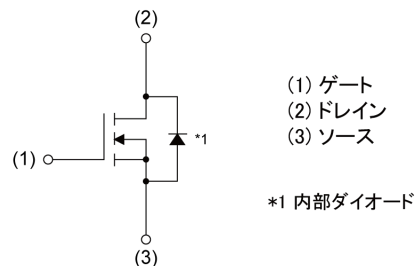 (2)
(1) ゲート
(2) ドレイン
(3) ソース
*1
(1)
*1 内部ダイオード
(3)